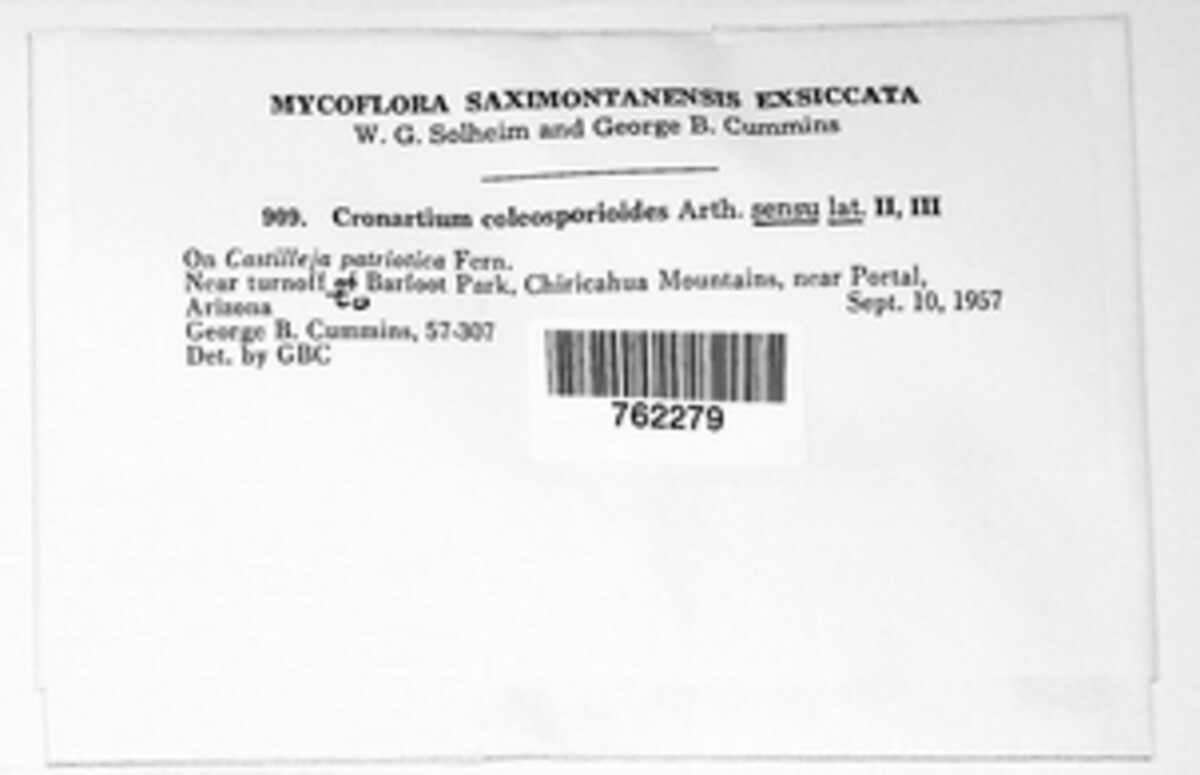 MYCOFLORA SAXIMONTANENSIS EXSICCATA
W. G. Solheim and George B. Cummins
909. Cronartium coleosporioides Arth. sensu lat. II, III
On Castilleja patriotica Fern.
Near turnoff of to Barfoot Park, Chiricahua Mountains, near Portal,
Arizona Sept. 10, 1957
George B. Cummins, 57-307
Det. by GBC
762279